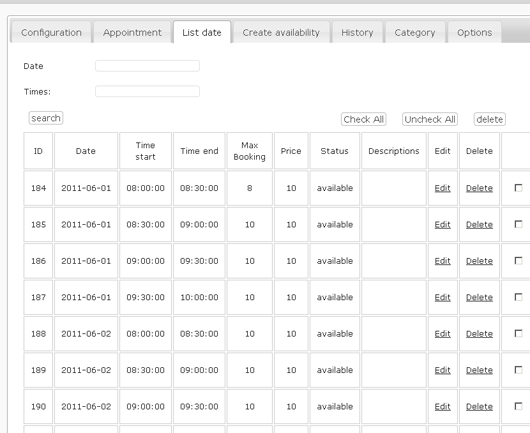 Configuration Appointment List date Create availability History Category Options
Date
Times:
search Check All Uncheck All delete
ID Date Time start Time end Max Booking Price Status Descriptions Edit Delete
184 2011-06-01 08:00:00 08:30:00 8 10 available Edit Delete
185 2011-06-01 08:30:00 09:00:00 10 10 available Edit Delete
186 2011-06-01 09:00:00 09:30:00 10 10 available Edit Delete
187 2011-06-01 09:30:00 10:00:00 10 10 available Edit Delete
188 2011-06-02 08:00:00 08:30:00 10 10 available Edit Delete
189 2011-06-02 08:30:00 09:00:00 10 10 available Edit Delete
190 2011-06-02 09:00:00 09:30:00 10 10 available Edit Delete